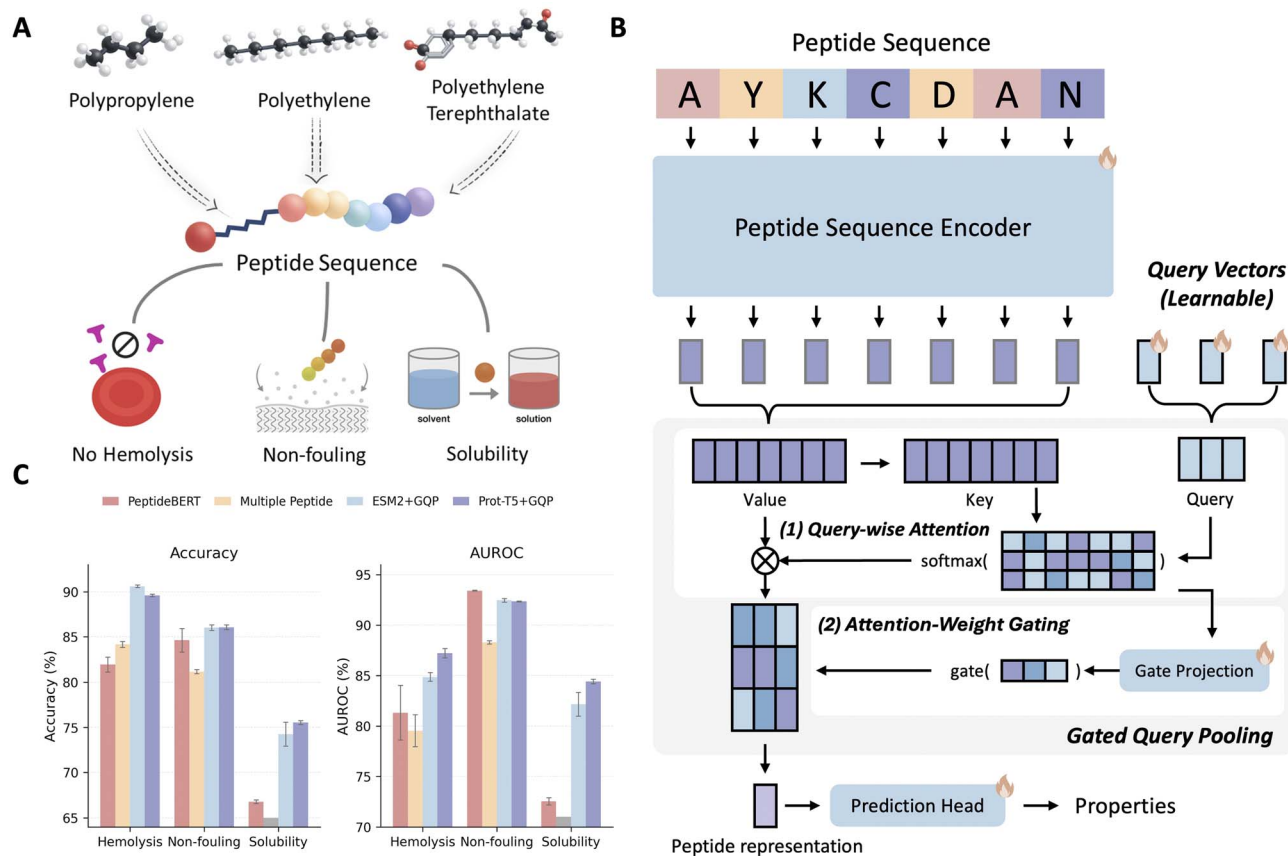 A
Polypropylene
Polyethylene
Polyethylene
Terephthalate
Peptide Sequence
solvent
solution
No Hemolysis
Non-fouling
Solubility
B
Peptide Sequence
A Y K C D A N
Peptide Sequence Encoder
Query Vectors
(Learnable)
Value
Key
Query
(1) Query-wise Attention
softmax( )
(2) Attention-Weight Gating
gate( )
Gate Projection
Gated Query Pooling
Prediction Head
Properties
Peptide representation
C
PeptideBERT
Multiple Peptide
ESM2+GQP
Prot-T5+GQP
Accuracy
Accuracy (%)
90
85
80
75
70
65
Hemolysis
Non-fouling
Solubility
AUROC
AUROC (%)
95
90
85
80
75
70
Hemolysis
Non-fouling
Solubility